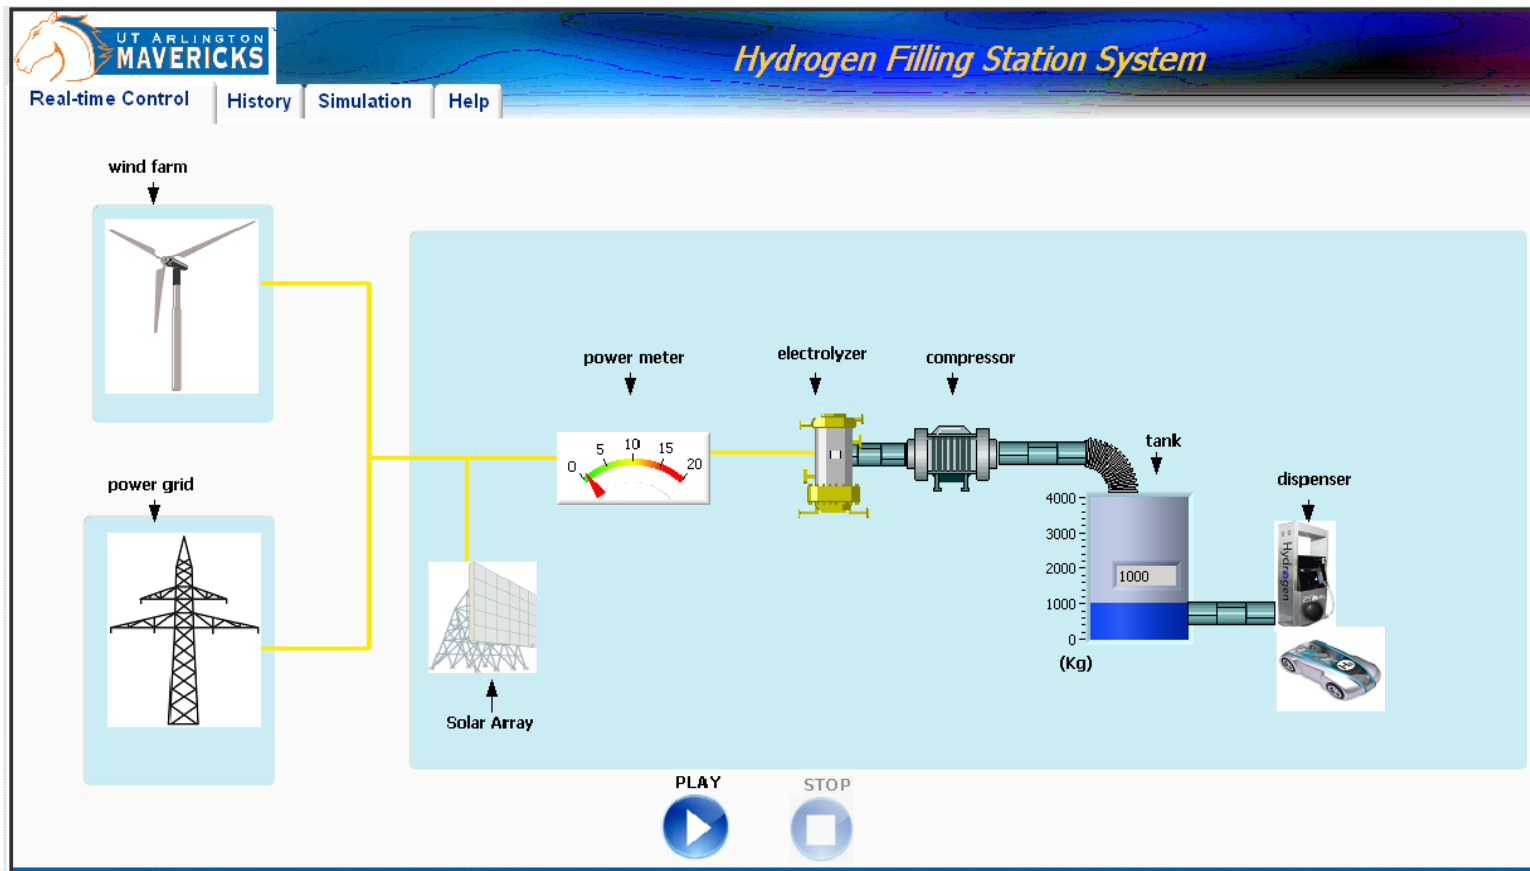 UT ARLINGTON
MAVERICKS
Hydrogen Filling Station System
Real-time Control
History
Simulation
Help
wind farm
power meter
electrolyzer
compressor
0 5 10 15 20
tank
power grid
dispenser
4000
3000
2000
1000
0
(Kg)
1000
Hydrogen
H2
Solar Array
PLAY
STOP